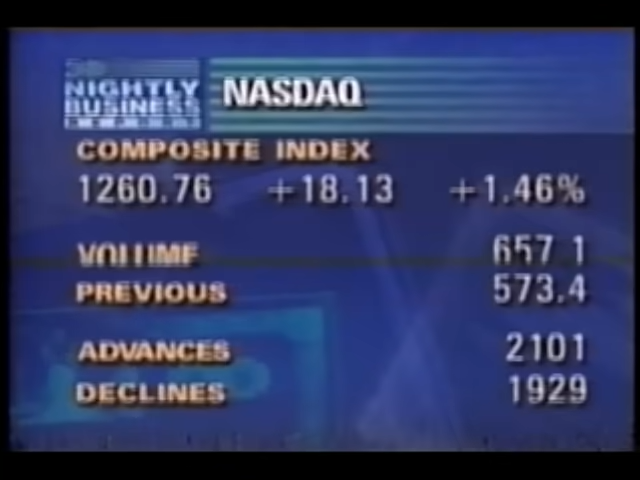 NIGHTLY
BUSINESS
REPORT
NASDAQ
COMPOSITE INDEX
1260.76 +18.13 +1.46%
VOLUME 657.1
PREVIOUS 573.4
ADVANCES 2101
DECLINES 1929